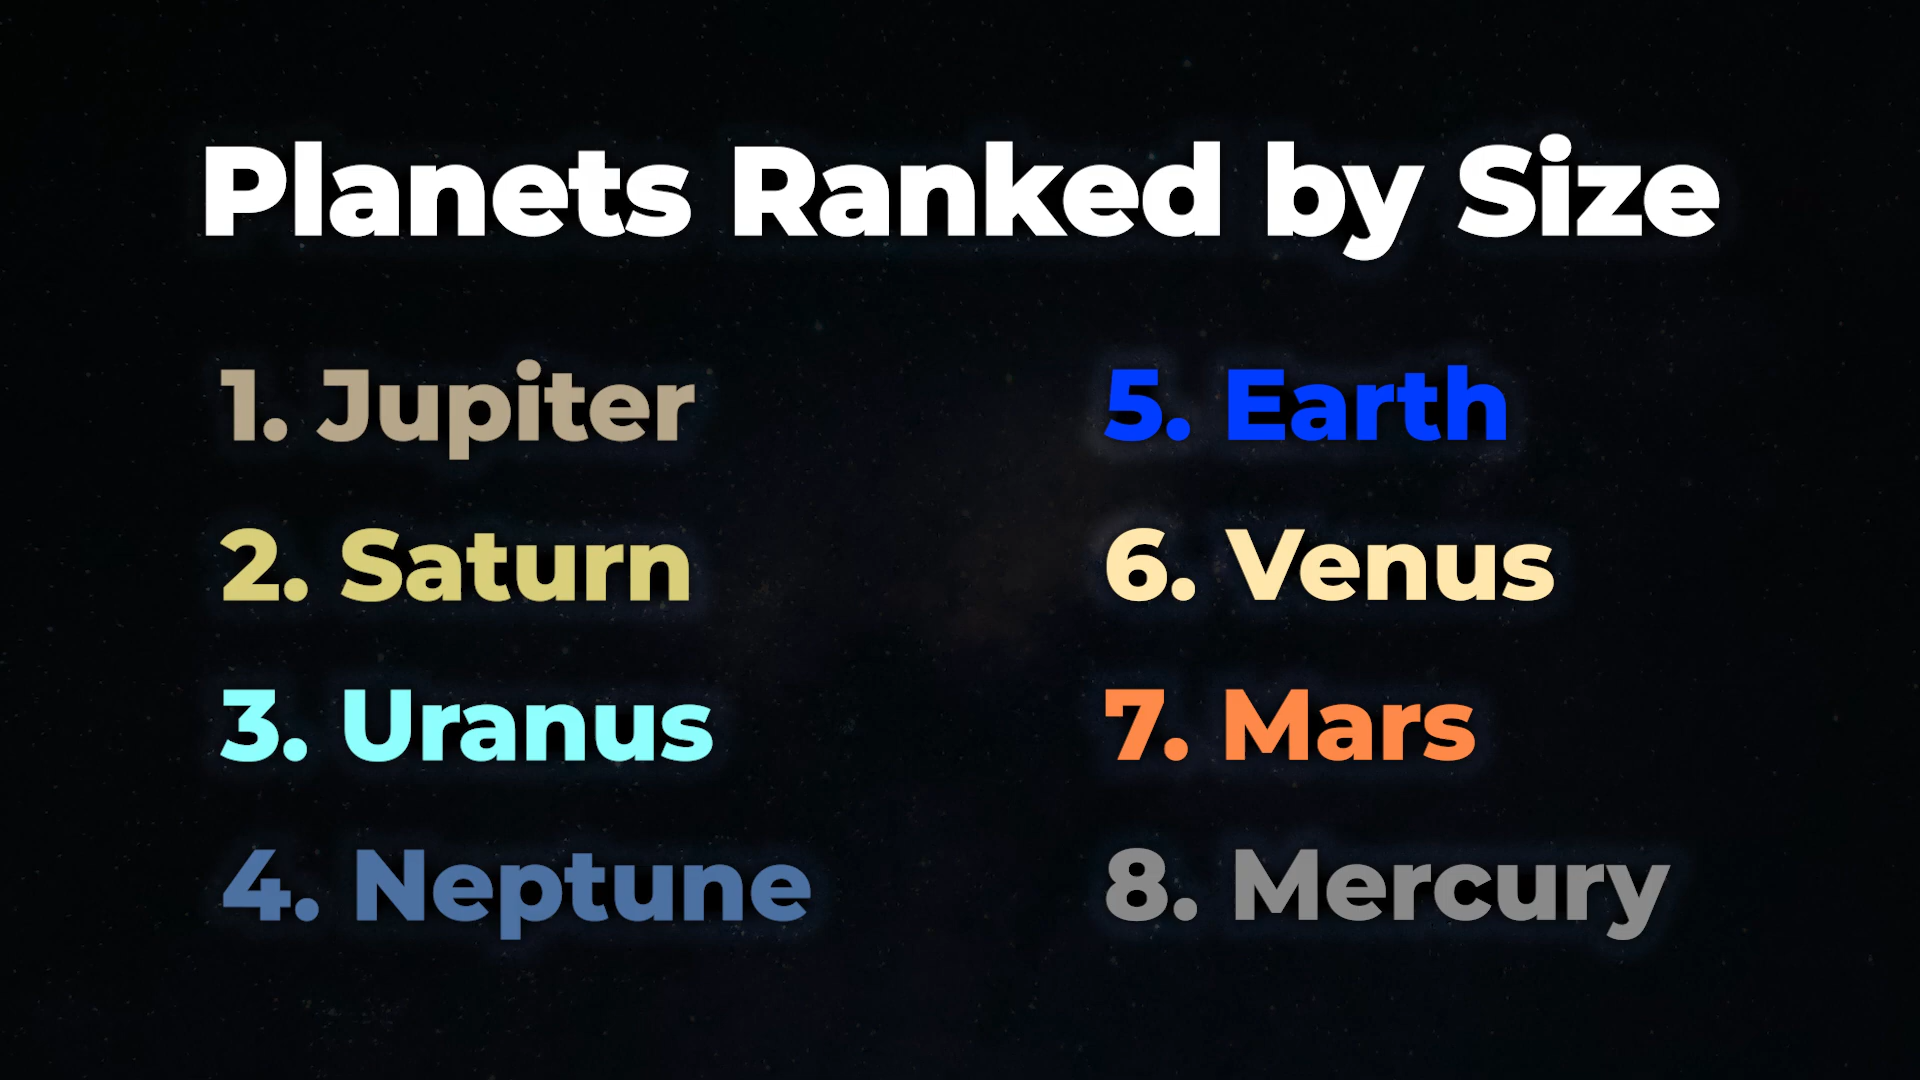 Planets Ranked by Size
1. Jupiter
2. Saturn
3. Uranus
4. Neptune
5. Earth
6. Venus
7. Mars
8. Mercury